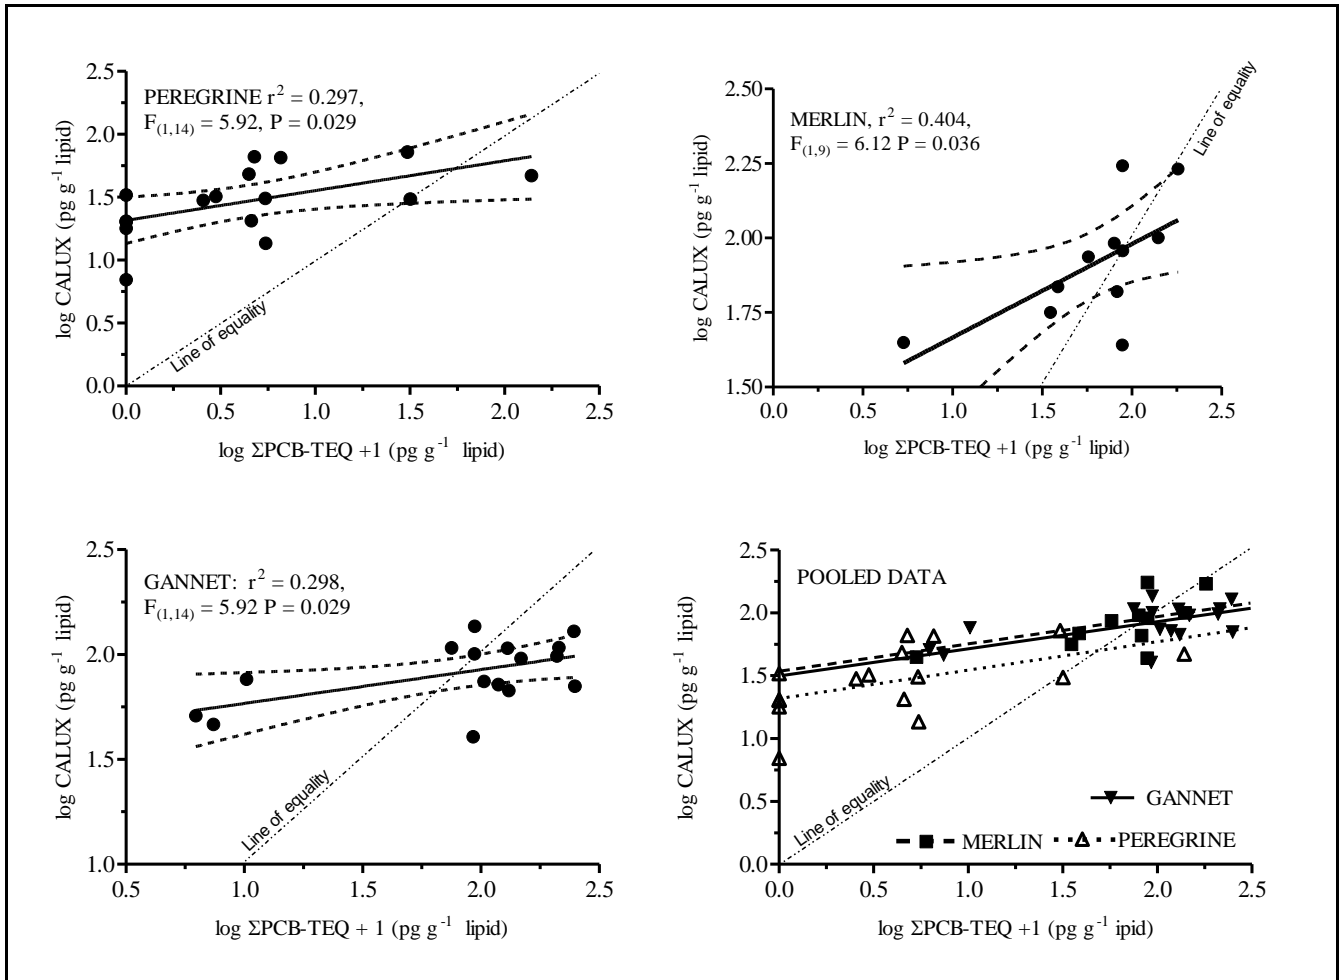 PEREGRINE r² = 0.297,
F(1,14) = 5.92, P = 0.029
log CALUX (pg g⁻¹ lipid)
2.5
2.0
1.5
1.0
0.5
0.0
Line of equality
0.0 0.5 1.0 1.5 2.0 2.5
log ΣPCB-TEQ +1 (pg g⁻¹ lipid)
MERLIN, r² = 0.404,
F(1,9) = 6.12 P = 0.036
Line of equality
log CALUX (pg g⁻¹ lipid)
2.50
2.25
2.00
1.75
1.50
0.0 0.5 1.0 1.5 2.0 2.5
log ΣPCB-TEQ +1 (pg g⁻¹ lipid)
GANNET: r² = 0.298,
F(1,14) = 5.92 P = 0.029
log CALUX (pg g⁻¹ lipid)
2.5
2.0
1.5
1.0
Line of equality
0.5 1.0 1.5 2.0 2.5
log ΣPCB-TEQ + 1 (pg g⁻¹ lipid)
POOLED DATA
log CALUX (pg g⁻¹ lipid)
2.5
2.0
1.5
1.0
0.5
0.0
Line of equality
GANNET
MERLIN PEREGRINE
0.0 0.5 1.0 1.5 2.0 2.5
log ΣPCB-TEQ +1 (pg g⁻¹ ipid)